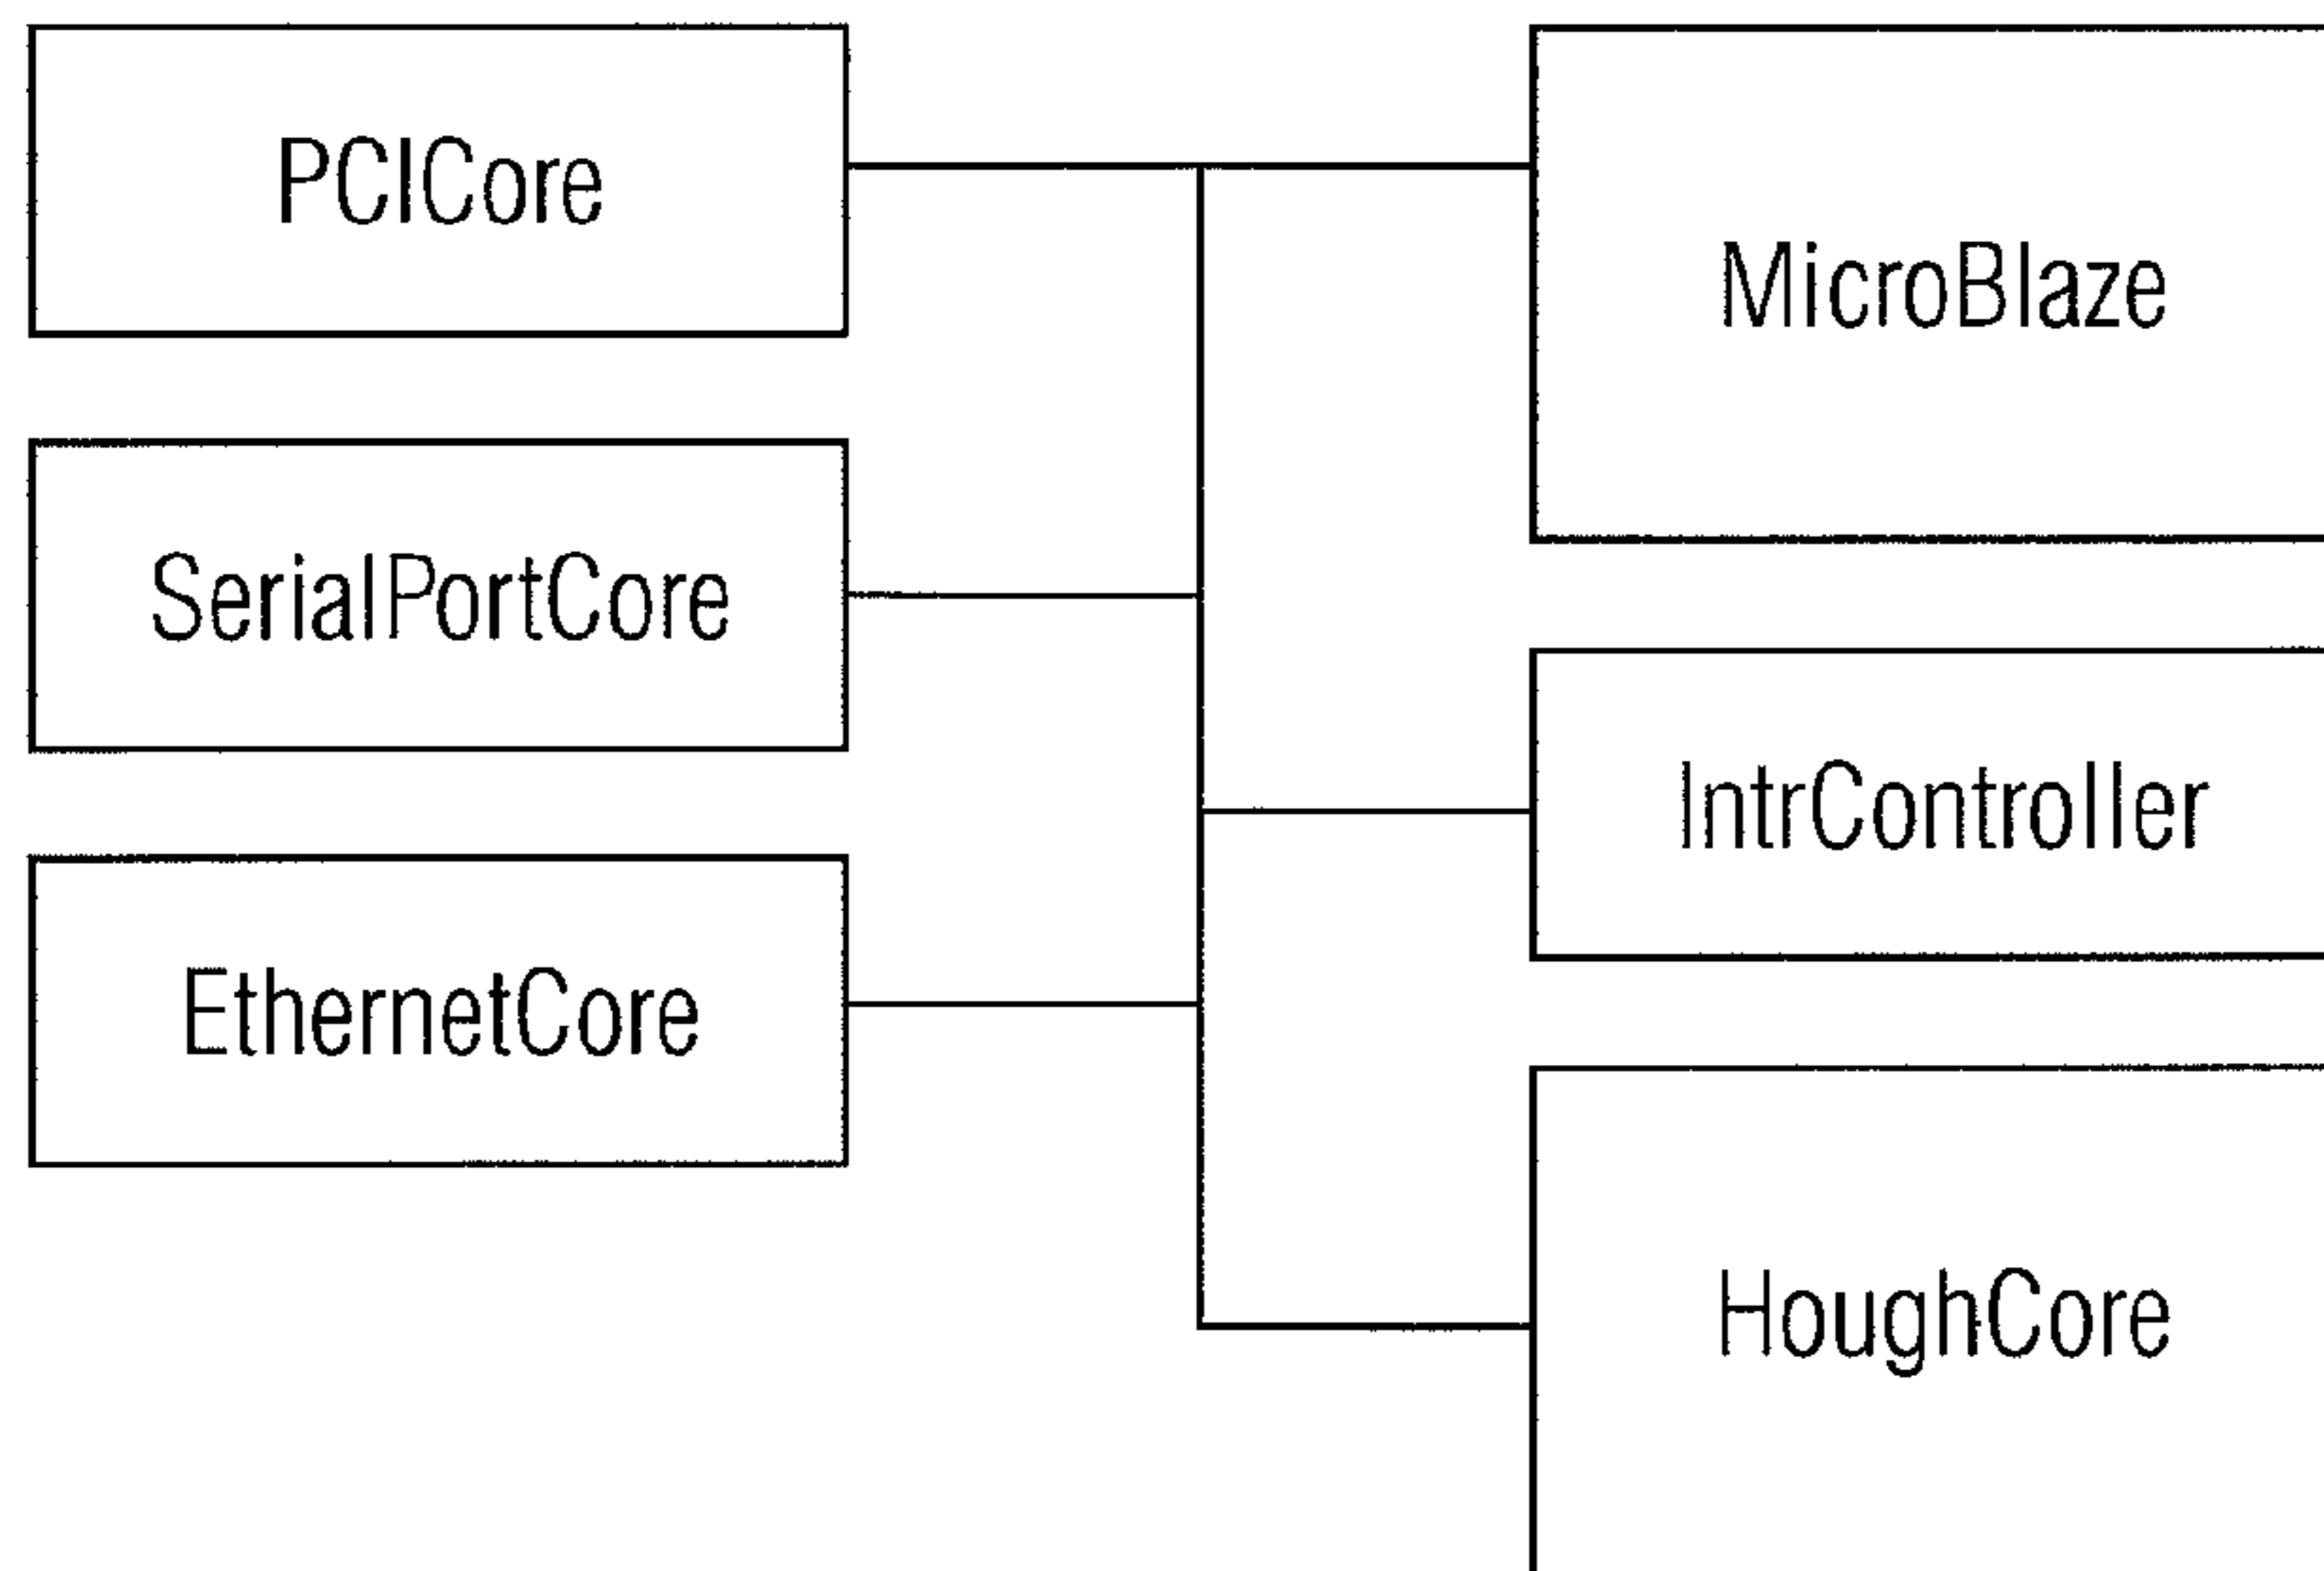 PCICore
MicroBlaze
SerialPortCore
IntrController
EthernetCore
HoughCore